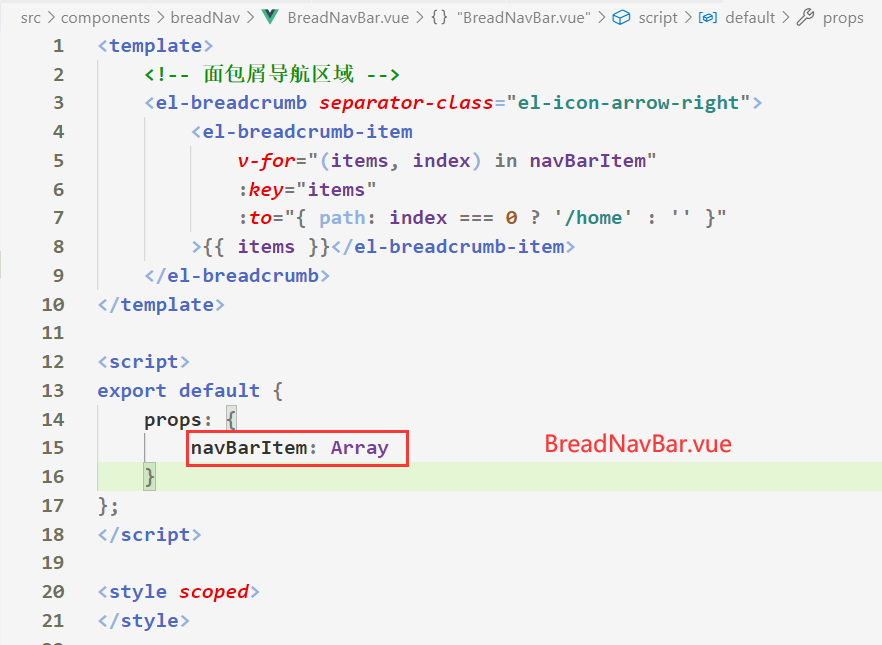 src > components > breadNav > BreadNavBar.vue > {} "BreadNavBar.vue" > script > default > props
1 <template>
2 <!-- 面包屑导航区域 -->
3 <el-breadcrumb separator-class="el-icon-arrow-right">
4 <el-breadcrumb-item
5 v-for="(items, index) in navBarItem"
6 :key="items"
7 :to="{ path: index === 0 ? '/home' : '' }"
8 >{{ items }}</el-breadcrumb-item>
9 </el-breadcrumb>
10 </template>
11
12 <script>
13 export default {
14 props: {
15 navBarItem: Array
BreadNavBar.vue
16 }
17 };
18 </script>
19
20 <style scoped>
21 </style>